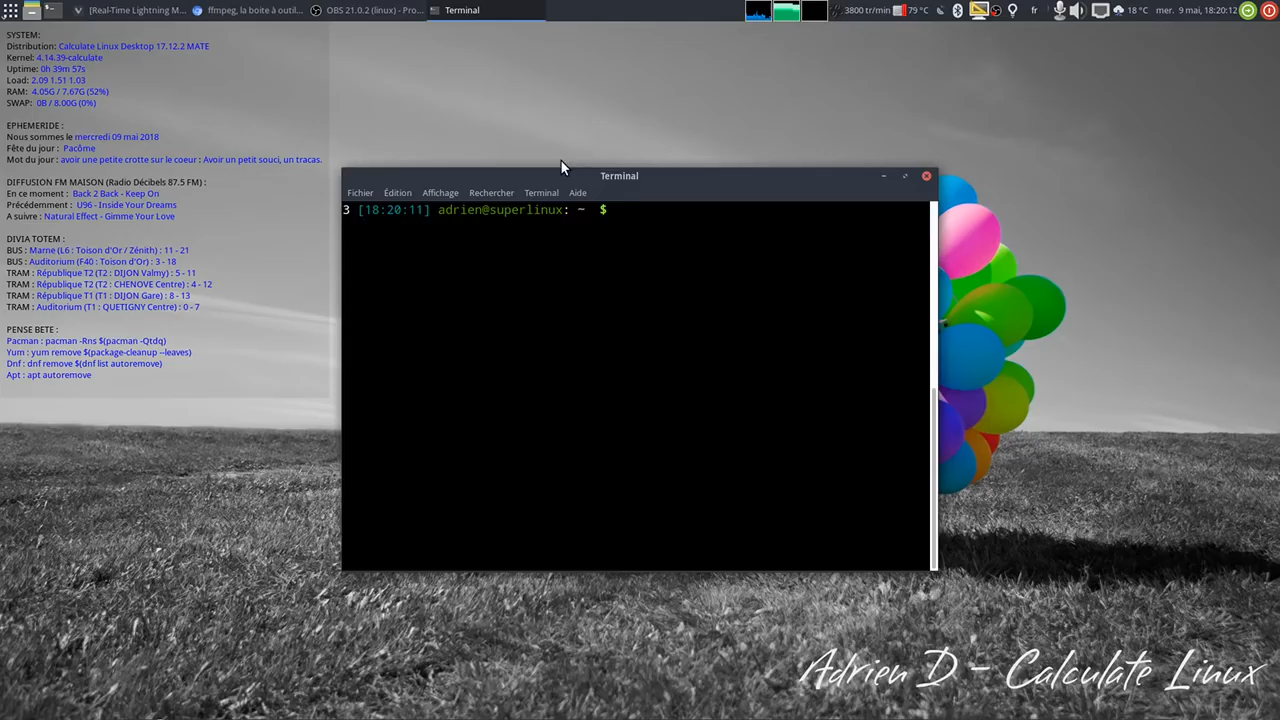 [Real-Time Lightning M... ffmpeg, la boite à outil... OBS 21.0.2 (linux) - Pro... Terminal 3800 tr/min 79 °C fr 18 °C mer. 9 mai, 18:20:12
SYSTEM:
Distribution: Calculate Linux Desktop 17.12.2 MATE
Kernel: 4.14.39-calculate
Uptime: 0h 39m 57s
Load: 2.09 1.51 1.03
RAM: 4.05G / 7.67G (52%)
SWAP: 0B / 8.00G (0%)
EPHEMERIDE :
Nous sommes le mercredi 09 mai 2018
Fête du jour : Pacôme
Mot du jour : avoir une petite crotte sur le coeur : Avoir un petit souci, un tracas.
DIFFUSION FM MAISON (Radio Décibels 87.5 FM) :
En ce moment : Back 2 Back - Keep On
Précédemment : U96 - Inside Your Dreams
A suivre : Natural Effect - Gimme Your Love
DIVIA TOTEM :
BUS : Marne (L6 : Toison d'Or / Zénith) : 11 - 21
BUS : Auditorium (F40 : Toison d'Or) : 3 - 18
TRAM : République T2 (T2 : DIJON Valmy) : 5 - 11
TRAM : République T2 (T2 : CHENOVE Centre) : 4 - 12
TRAM : République T1 (T1 : DIJON Gare) : 8 - 13
TRAM : Auditorium (T1 : QUETIGNY Centre) : 0 - 7
PENSE BETE :
Pacman : pacman -Rns $(pacman -Qtdq)
Yum : yum remove $(package-cleanup --leaves)
Dnf : dnf remove $(dnf list autoremove)
Apt : apt autoremove
Terminal
Fichier Édition Affichage Rechercher Terminal Aide
3 [18:20:11] adrien@superlinux: ~ $
Adrien D - Calculate Linux